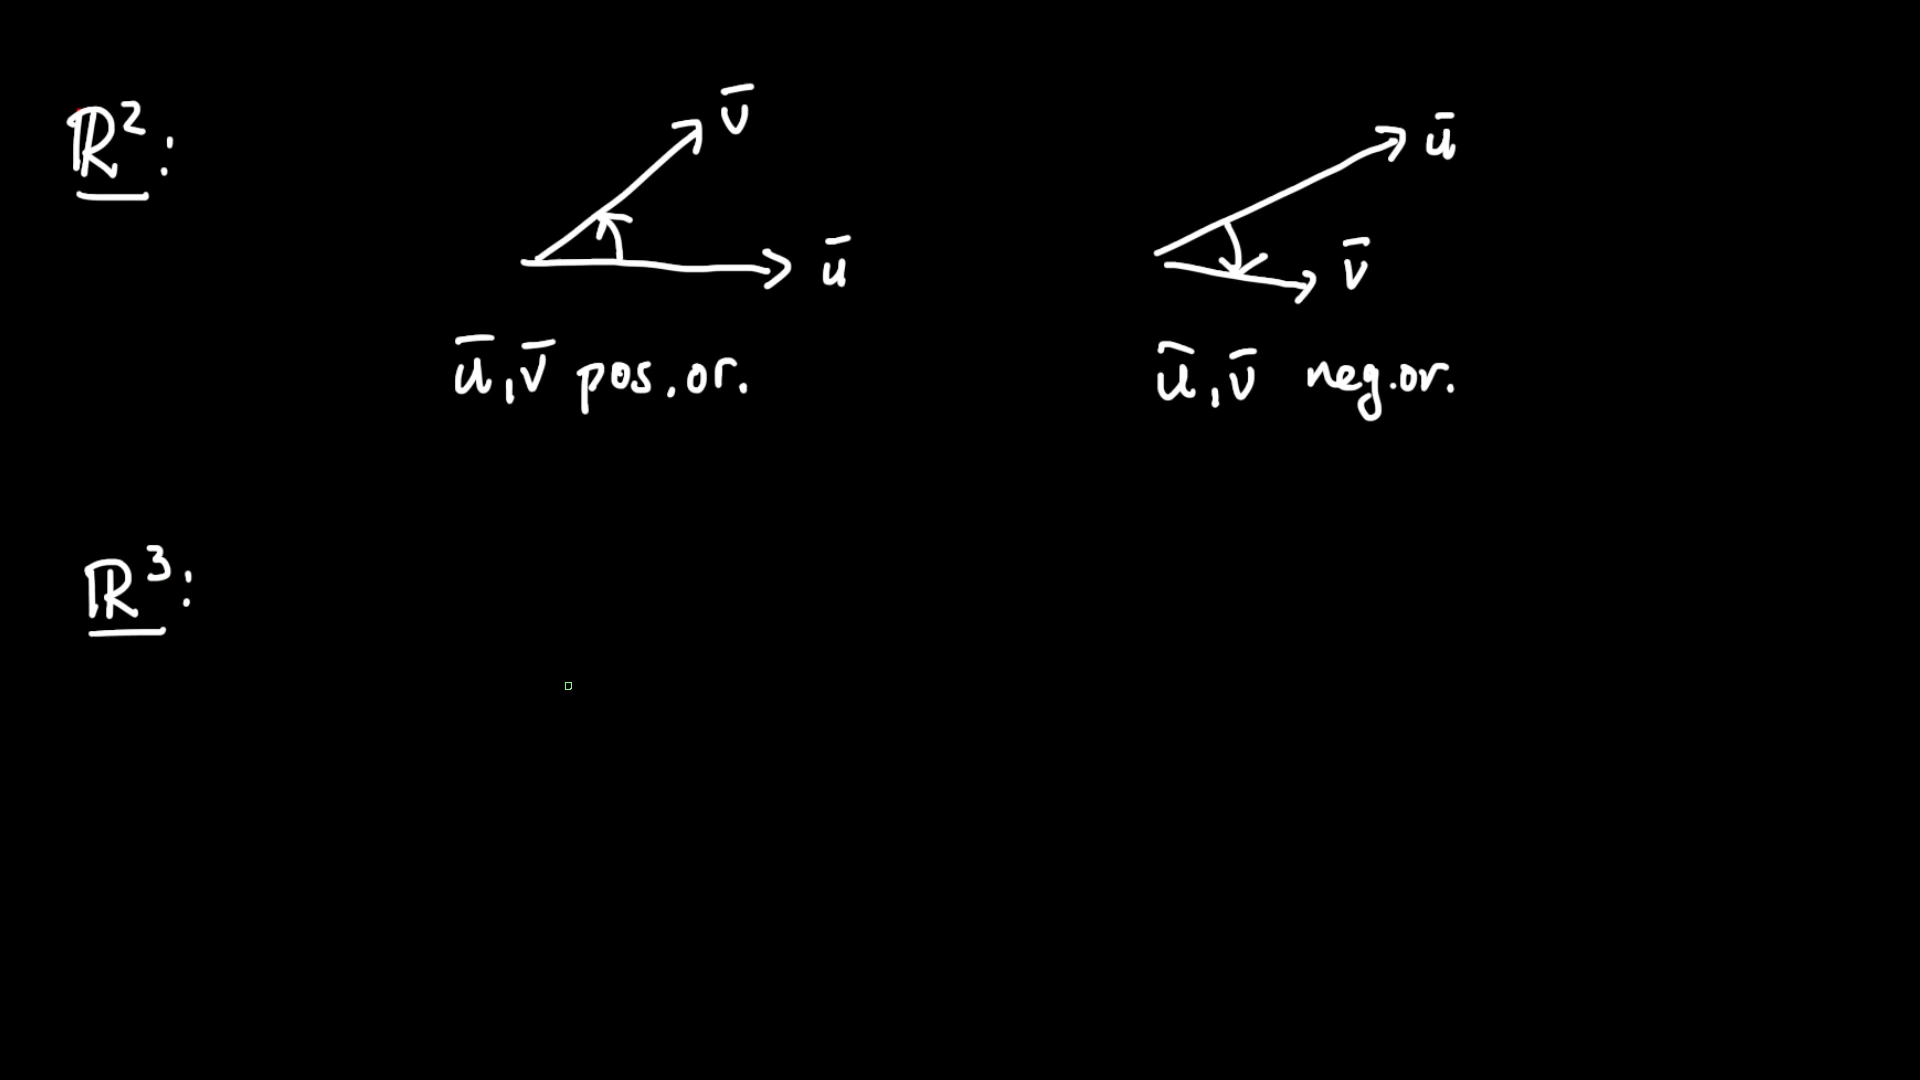 ℝ²:
v̄
ū
ū, v̄ pos. or.
ū
v̄
ū, v̄ neg. or.
ℝ³: